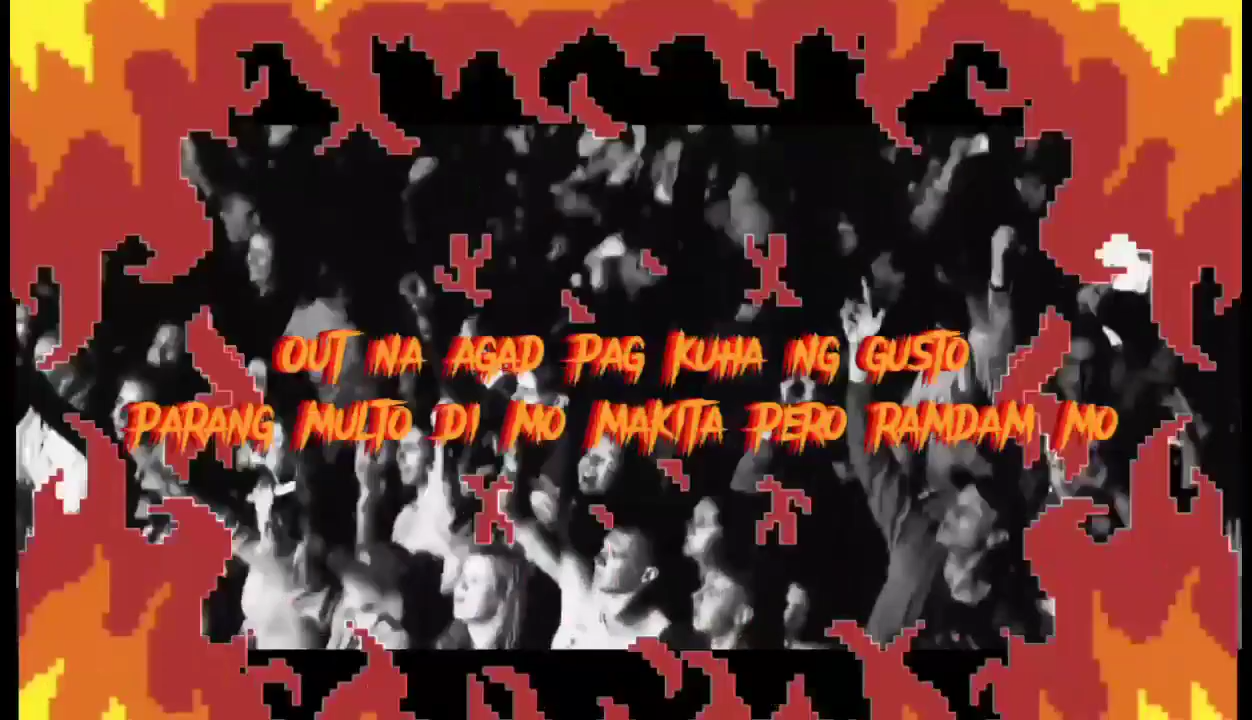 OUT NA AGAD PAG KUHA NG GUSTO
PARANG MULTO DI MO MAKITA PERO RAMDAM MO